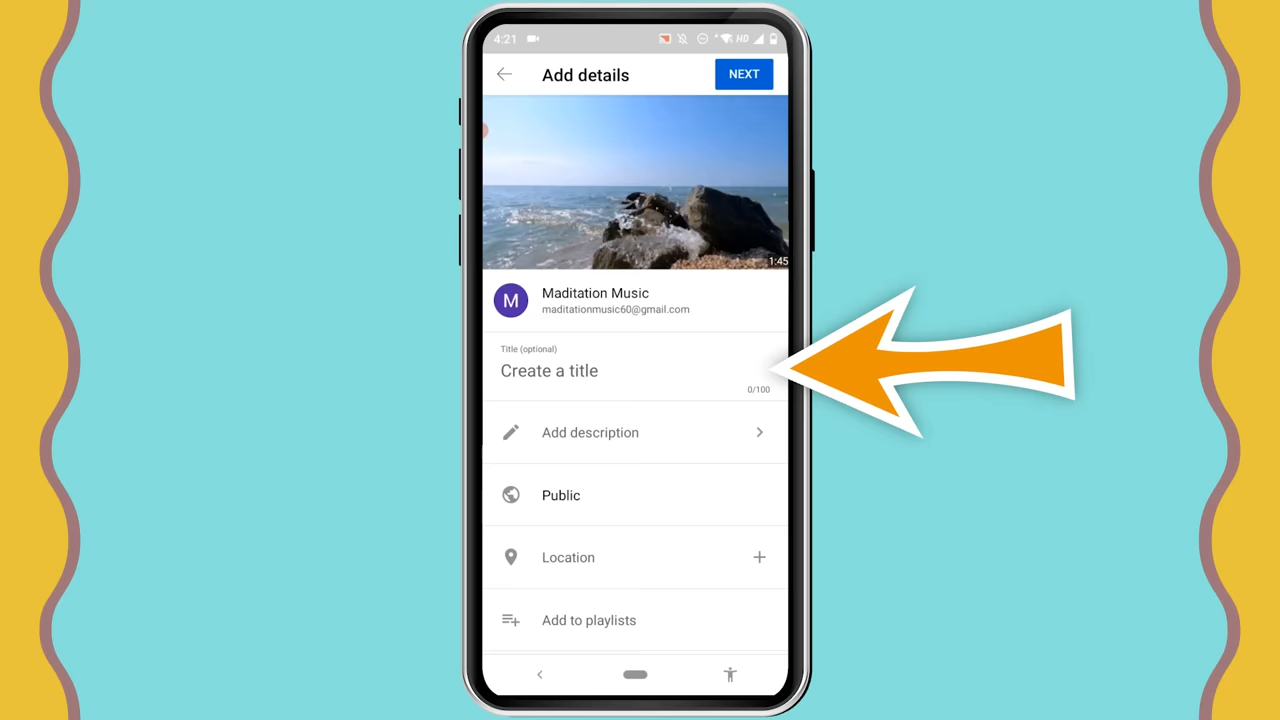 4:21 HD
Add details NEXT
1:45
M Maditation Music
maditationmusic60@gmail.com
Title (optional)
Create a title
0/100
Add description
Public
Location
Add to playlists